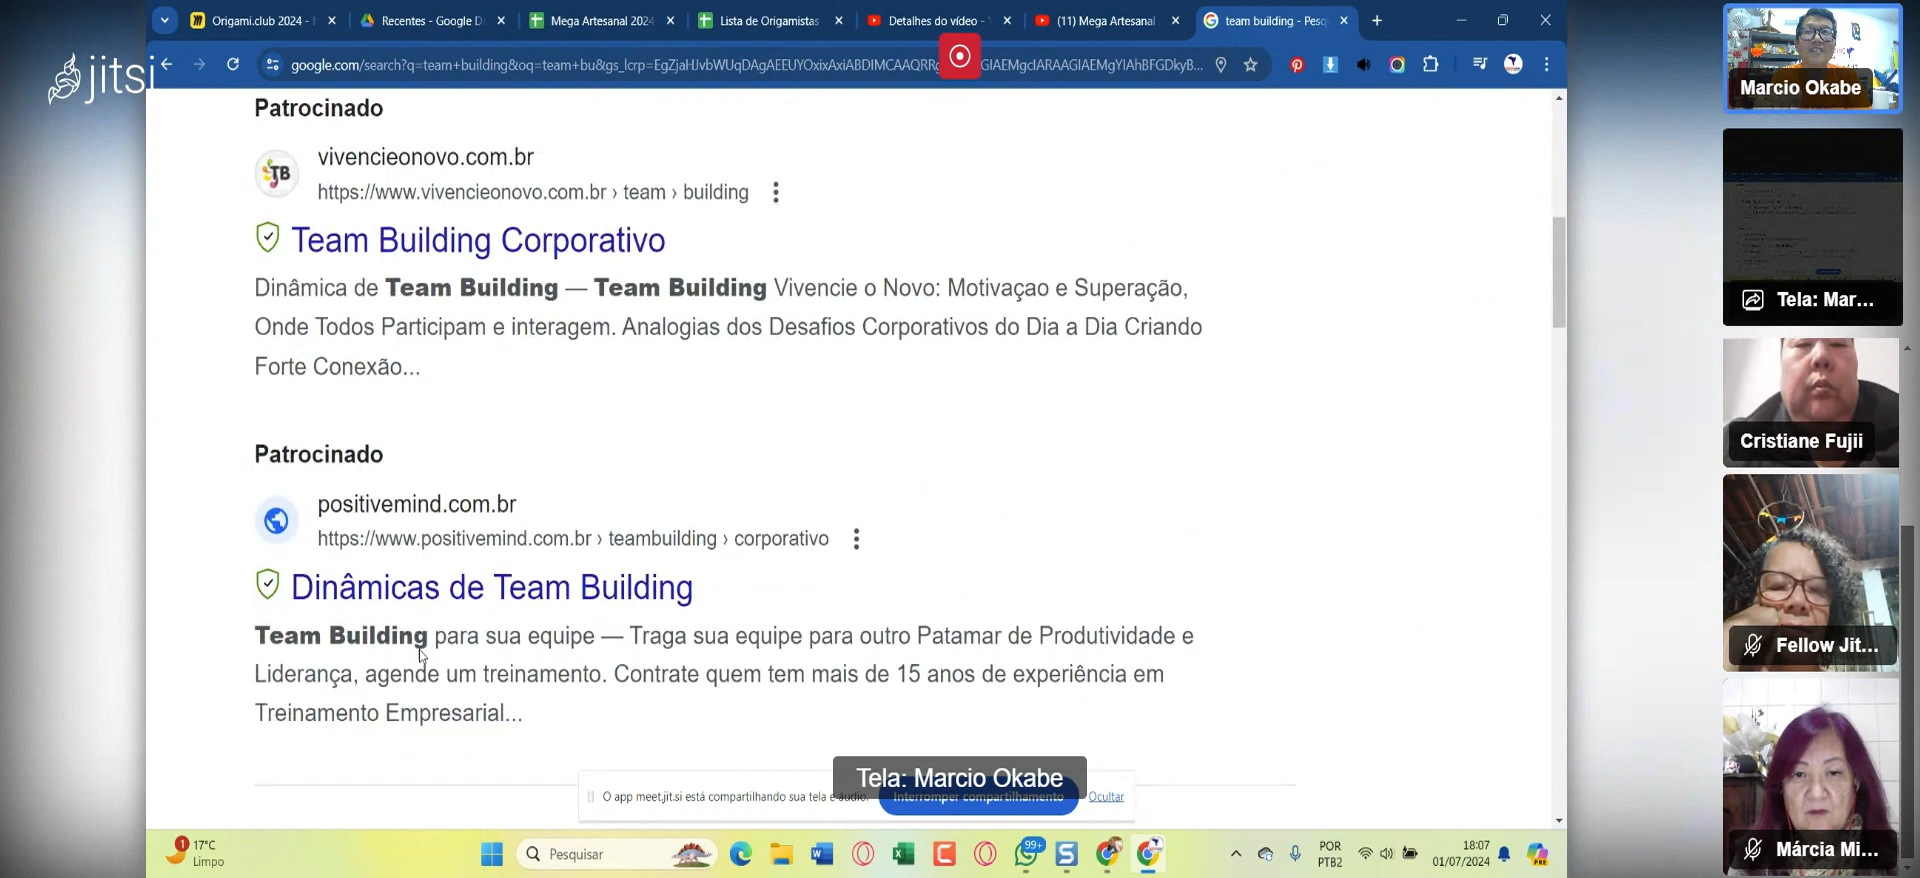 Origami.club 2024 -
Recentes - Google D
Mega Artesanal 2024
Lista de Origamistas
Detalhes do vídeo -
(11) Mega Artesanal
team building - Pesq
jitsi
google.com/search?q=team+building&oq=team+bu&gs_lcrp=
Patrocinado
vivencieonovo.com.br
https://www.vivencieonovo.com.br › team › building
TB
Team Building Corporativo
Dinâmica de Team Building — Team Building Vivencie o Novo: Motivaçao e Superação,
Onde Todos Participam e interagem. Analogias dos Desafios Corporativos do Dia a Dia Criando
Forte Conexão...
Patrocinado
positivemind.com.br
https://www.positivemind.com.br › teambuilding › corporativo
Dinâmicas de Team Building
Team Building para sua equipe — Traga sua equipe para outro Patamar de Produtividade e
Liderança, agende um treinamento. Contrate quem tem mais de 15 anos de experiência em
Treinamento Empresarial...
Tela: Marcio Okabe
O app meet.jit.si está compartilhando sua tela e áudio.
Interromper compartilhamento
Ocultar
1
17°C
Limpo
Pesquisar
99+
POR
PTB2
18:07
01/07/2024
PRE
Marcio Okabe
Tela: Mar...
Cristiane Fujii
Fellow Jit...
Márcia Mi...